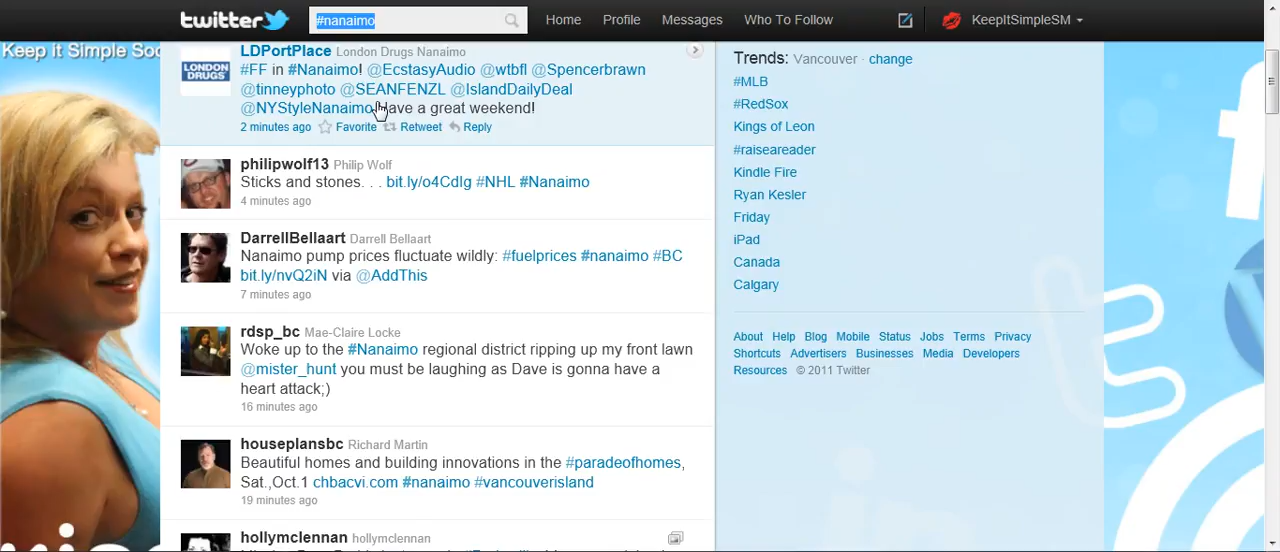 twitter #nanaimo Home Profile Messages Who To Follow KeepItSimpleSM
Keep it Simple Soc
LDPortPlace London Drugs Nanaimo
LONDON
DRUGS
#FF in #Nanaimo! @EcstasyAudio @wtbfl @Spencerbrawn
@tinneyphoto @SEANFENZL @IslandDailyDeal
@NYStyleNanaimo have a great weekend!
2 minutes ago Favorite Retweet Reply
philipwolf13 Philip Wolf
Sticks and stones. . . bit.ly/o4CdIg #NHL #Nanaimo
4 minutes ago
DarrellBellaart Darrell Bellaart
Nanaimo pump prices fluctuate wildly: #fuelprices #nanaimo #BC
bit.ly/nvQ2iN via @AddThis
7 minutes ago
rdsp_bc Mae-Claire Locke
Woke up to the #Nanaimo regional district ripping up my front lawn
@mister_hunt you must be laughing as Dave is gonna have a
heart attack;)
16 minutes ago
houseplansbc Richard Martin
Beautiful homes and building innovations in the #paradeofhomes,
Sat.,Oct.1 chbacvi.com #nanaimo #vancouverisland
19 minutes ago
hollymclennan hollymclennan
Trends: Vancouver · change
#MLB
#RedSox
Kings of Leon
#raiseareader
Kindle Fire
Ryan Kesler
Friday
iPad
Canada
Calgary
About Help Blog Mobile Status Jobs Terms Privacy
Shortcuts Advertisers Businesses Media Developers
Resources © 2011 Twitter